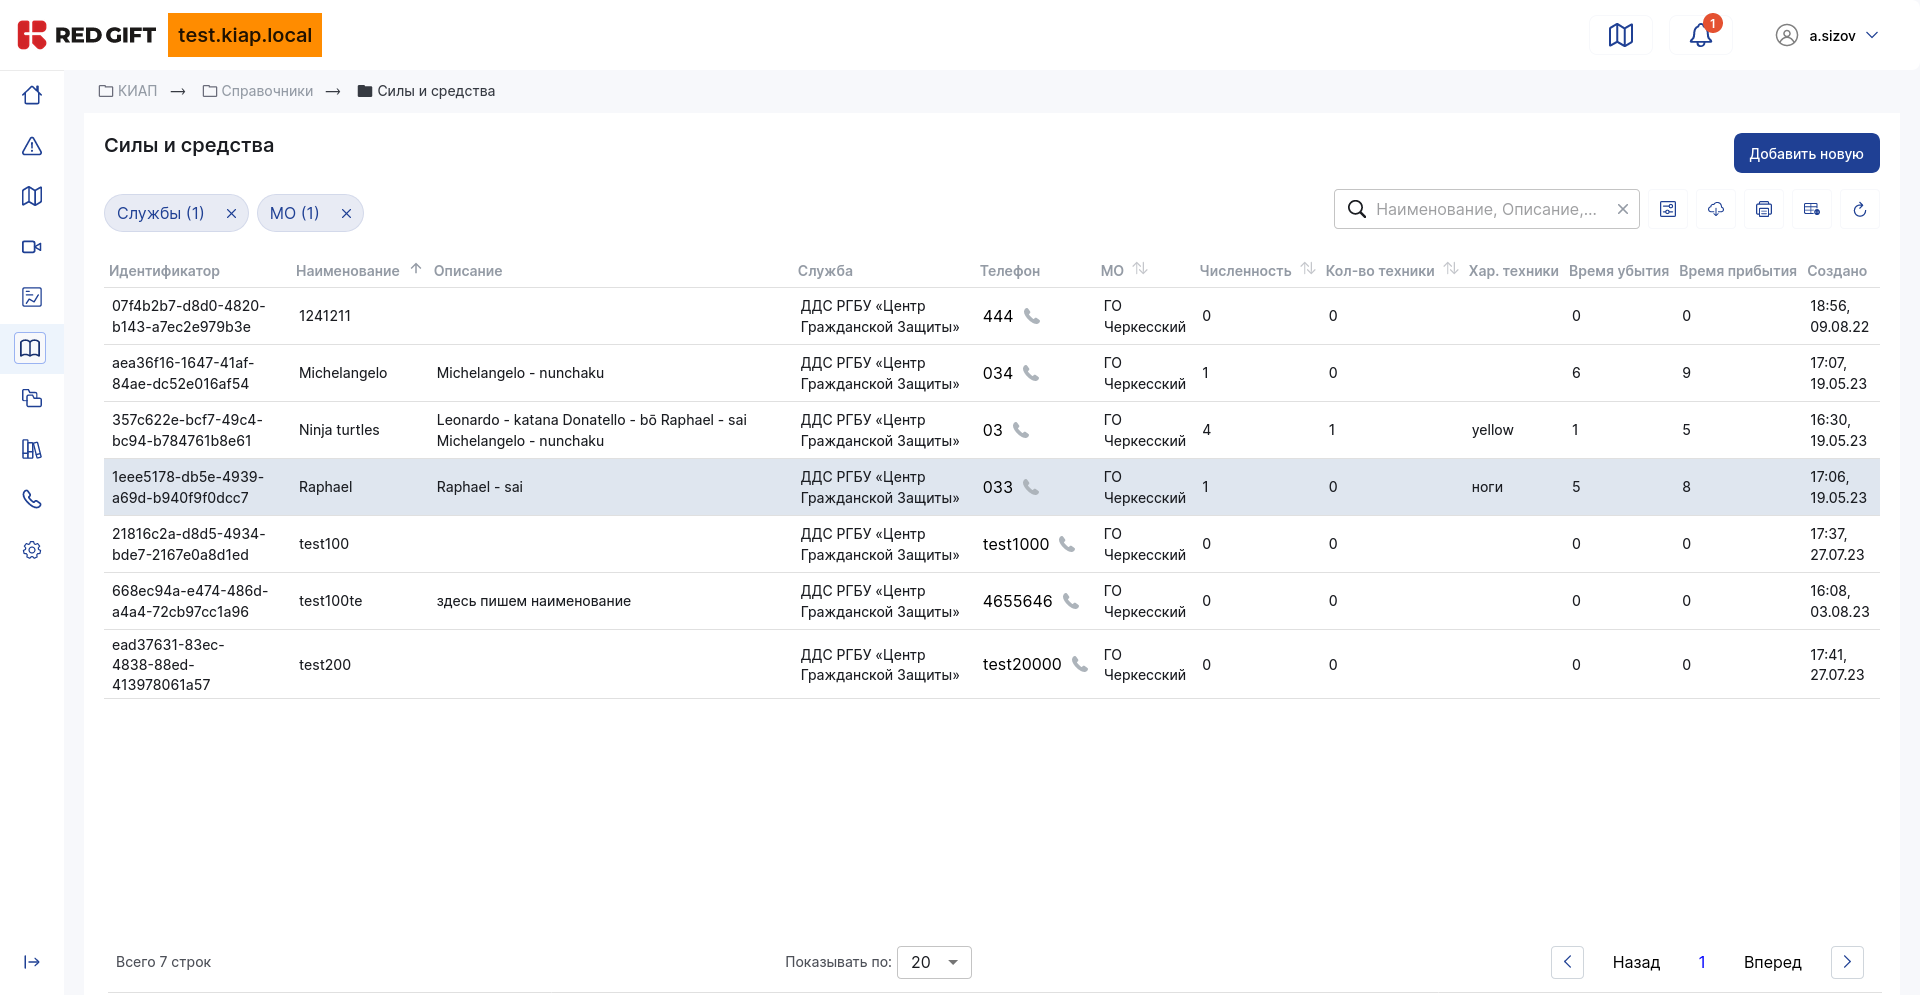 RED GIFT
test.kiap.local
1
a.sizov
КИАП → Справочники → Силы и средства
Силы и средства
Добавить новую
Службы (1)
МО (1)
Наименование, Описание,...
Идентификатор Наименование Описание Служба Телефон МО Численность Кол-во техники Хар. техники Время убытия Время прибытия Создано
07f4b2b7-d8d0-4820-
b143-a7ec2e979b3e
1241211
ДДС РГБУ «Центр
Гражданской Защиты»
444
ГО
Черкесский
0
0
0
0
18:56,
09.08.22
aea36f16-1647-41af-
84ae-dc52e016af54
Michelangelo
Michelangelo - nunchaku
ДДС РГБУ «Центр
Гражданской Защиты»
034
ГО
Черкесский
1
0
6
9
17:07,
19.05.23
357c622e-bcf7-49c4-
bc94-b784761b8e61
Ninja turtles
Leonardo - katana Donatello - bō Raphael - sai
Michelangelo - nunchaku
ДДС РГБУ «Центр
Гражданской Защиты»
03
ГО
Черкесский
4
1
yellow
1
5
16:30,
19.05.23
1eee5178-db5e-4939-
a69d-b940f9f0dcc7
Raphael
Raphael - sai
ДДС РГБУ «Центр
Гражданской Защиты»
033
ГО
Черкесский
1
0
ноги
5
8
17:06,
19.05.23
21816c2a-d8d5-4934-
bde7-2167e0a8d1ed
test100
ДДС РГБУ «Центр
Гражданской Защиты»
test1000
ГО
Черкесский
0
0
0
0
17:37,
27.07.23
668ec94a-e474-486d-
a4a4-72cb97cc1a96
test100te
здесь пишем наименование
ДДС РГБУ «Центр
Гражданской Защиты»
4655646
ГО
Черкесский
0
0
0
0
16:08,
03.08.23
ead37631-83ec-
4838-88ed-
413978061a57
test200
ДДС РГБУ «Центр
Гражданской Защиты»
test20000
ГО
Черкесский
0
0
0
0
17:41,
27.07.23
Всего 7 строк
Показывать по: 20
Назад 1 Вперед